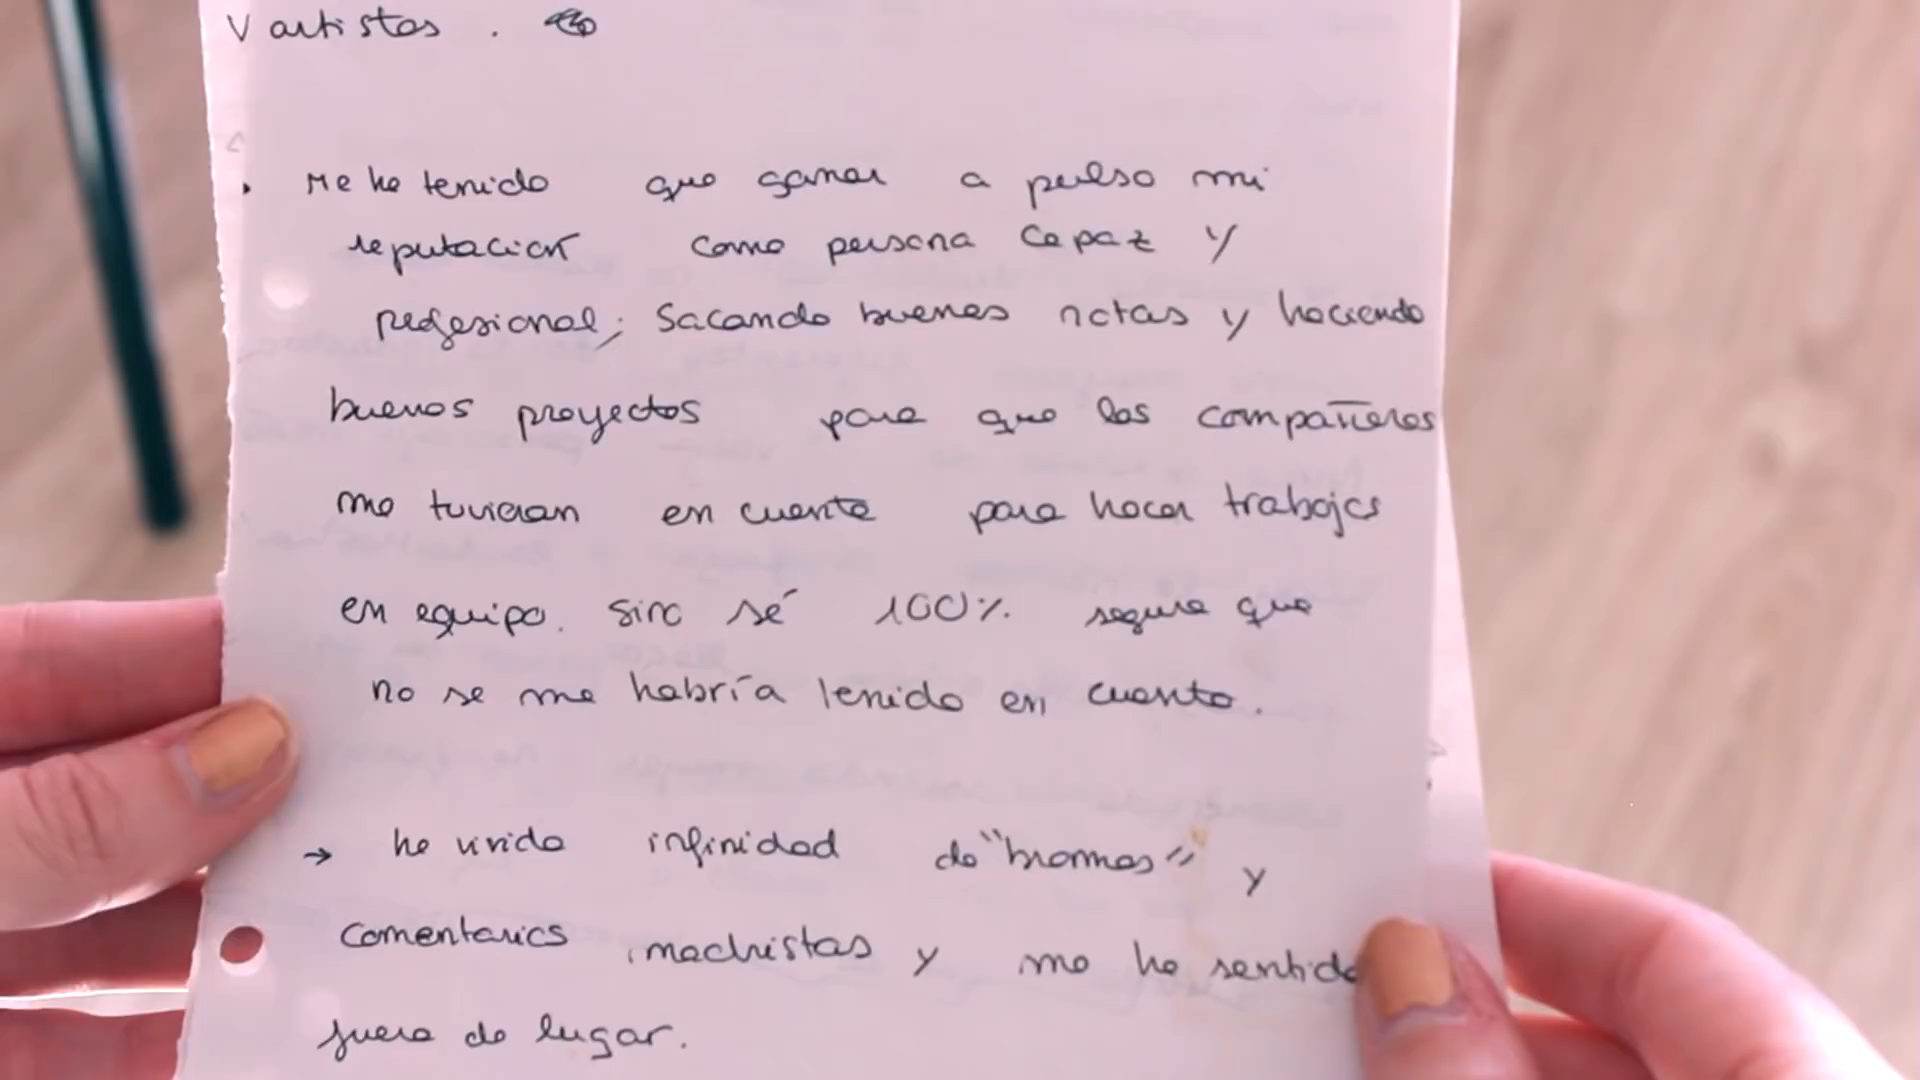 y artistas.
• Me he tenido que ganar a pulso mi
reputación como persona capaz y
profesional; sacando buenas notas y haciendo
buenos proyectos para que los compañeros
me tuvieran en cuenta para hacer trabajos
en equipo. Sino sé 100% segura que
no se me habría tenido en cuenta.
→ he vivido infinidad de "bromas" y
comentarios machistas y me he sentido
fuera de lugar.